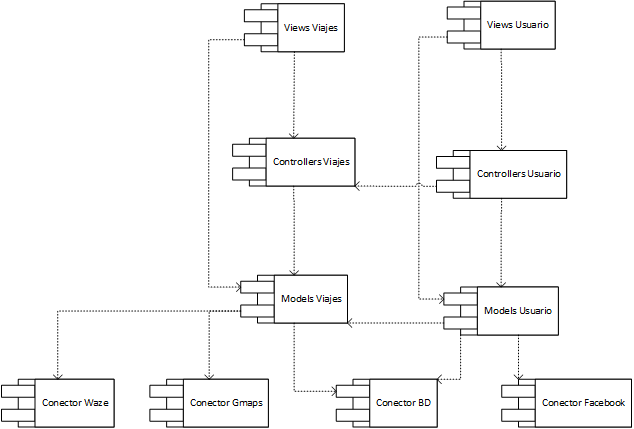 Views Viajes
Views Usuario
Controllers Viajes
Controllers Usuario
Models Viajes
Models Usuario
Conector Waze
Conector Gmaps
Conector BD
Conector Facebook